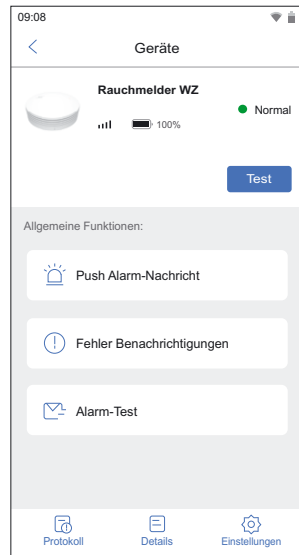 09:08
Geräte
Rauchmelder WZ
100%
Normal
Test
Allgemeine Funktionen:
Push Alarm-Nachricht
Fehler Benachrichtigungen
Alarm-Test
Protokoll
Details
Einstellungen